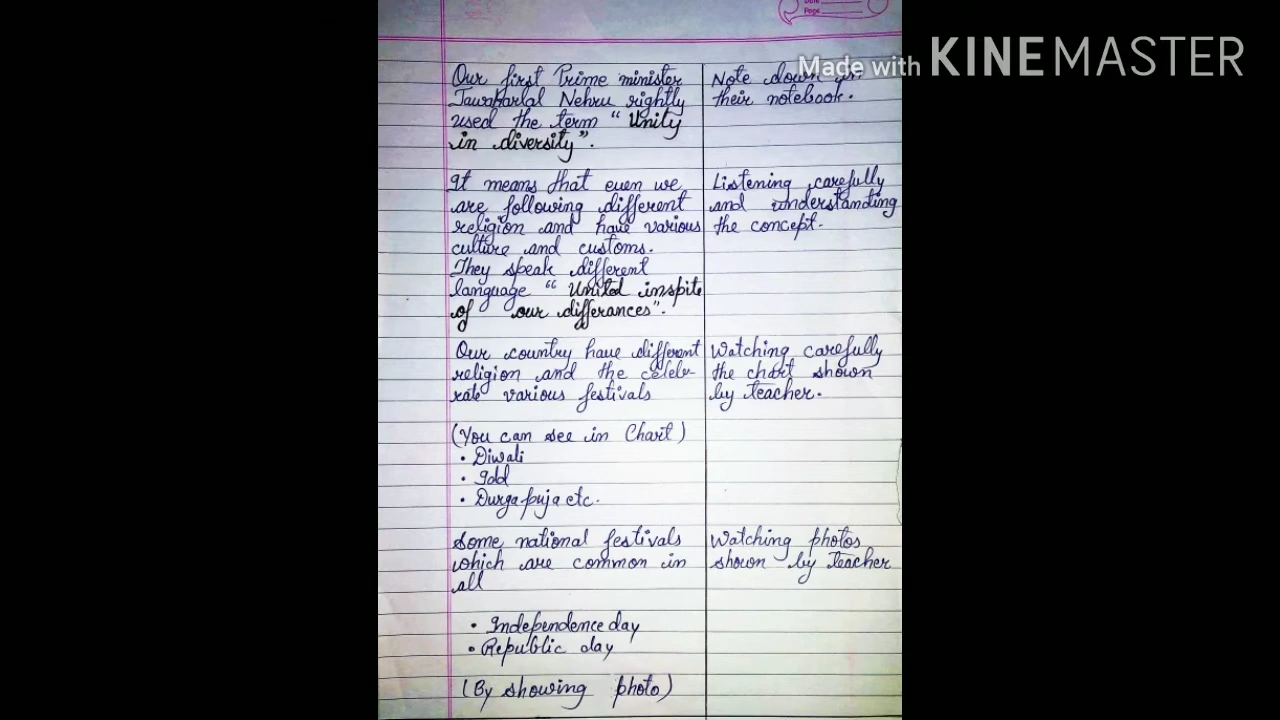 Date
Page
Made with KINEMASTER
Our first Prime minister
Jawaharlal Nehru rightly
used the term " Unity
in diversity".
Note down in
their notebook.
It means that even we
are following different
religion and have various
culture and customs.
They speak different
language " United inspite
of our differances".
Listening carefully
and understanding
the concept.
Our country have different
religion and the celeb-
rate various festivals
Watching carefully
the chart shown
by teacher.
(You can see in Chart)
• Diwali
• Idd
• Durga puja etc.
Some national festivals
which are common in
all
Watching photos
shown by teacher
• Independence day
• Republic day
(By showing photo)